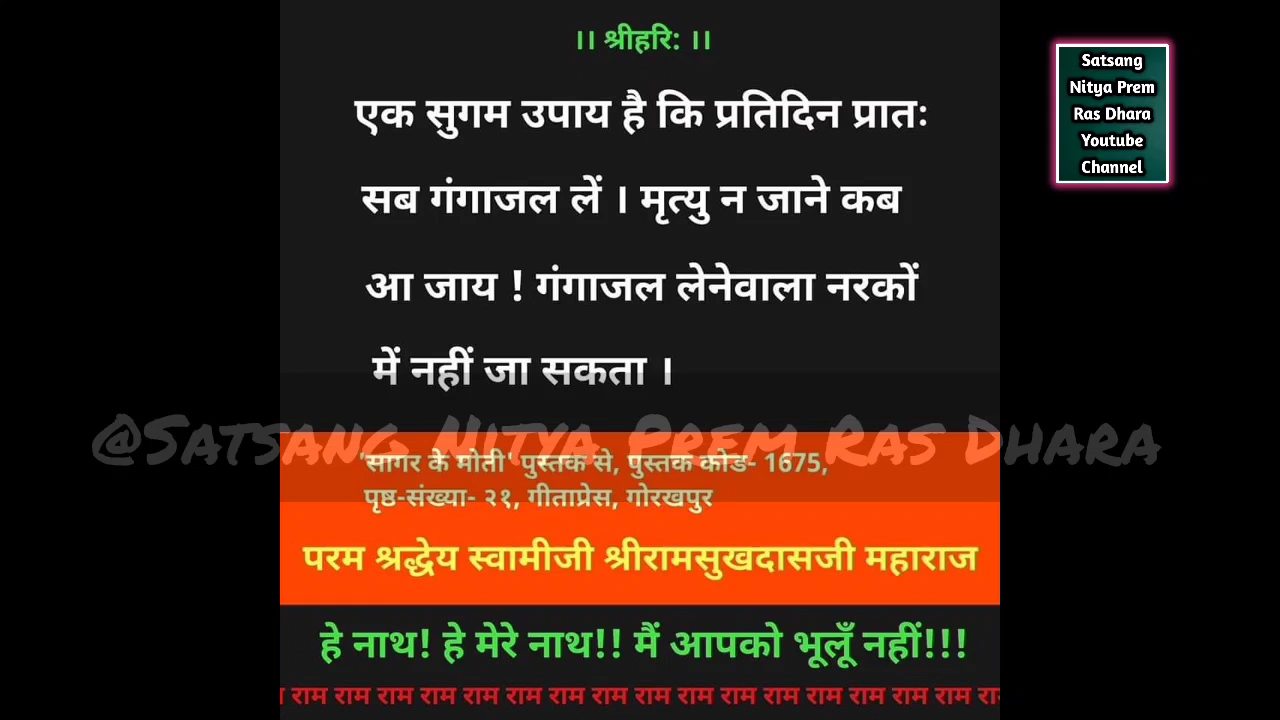 ।। श्रीहरि: ।।
एक सुगम उपाय है कि प्रतिदिन प्रातः
सब गंगाजल लें । मृत्यु न जाने कब
आ जाय ! गंगाजल लेनेवाला नरकों
में नहीं जा सकता ।
@Satsang Nitya Prem Ras Dhara
'सागर के मोती' पुस्तक से, पुस्तक कोड- 1675,
पृष्ठ-संख्या- २१, गीताप्रेस, गोरखपुर
परम श्रद्धेय स्वामीजी श्रीरामसुखदासजी महाराज
हे नाथ! हे मेरे नाथ!! मैं आपको भूलूँ नहीं!!!
राम राम राम राम राम राम राम राम राम राम राम राम राम राम राम राम
Satsang
Nitya Prem
Ras Dhara
Youtube
Channel